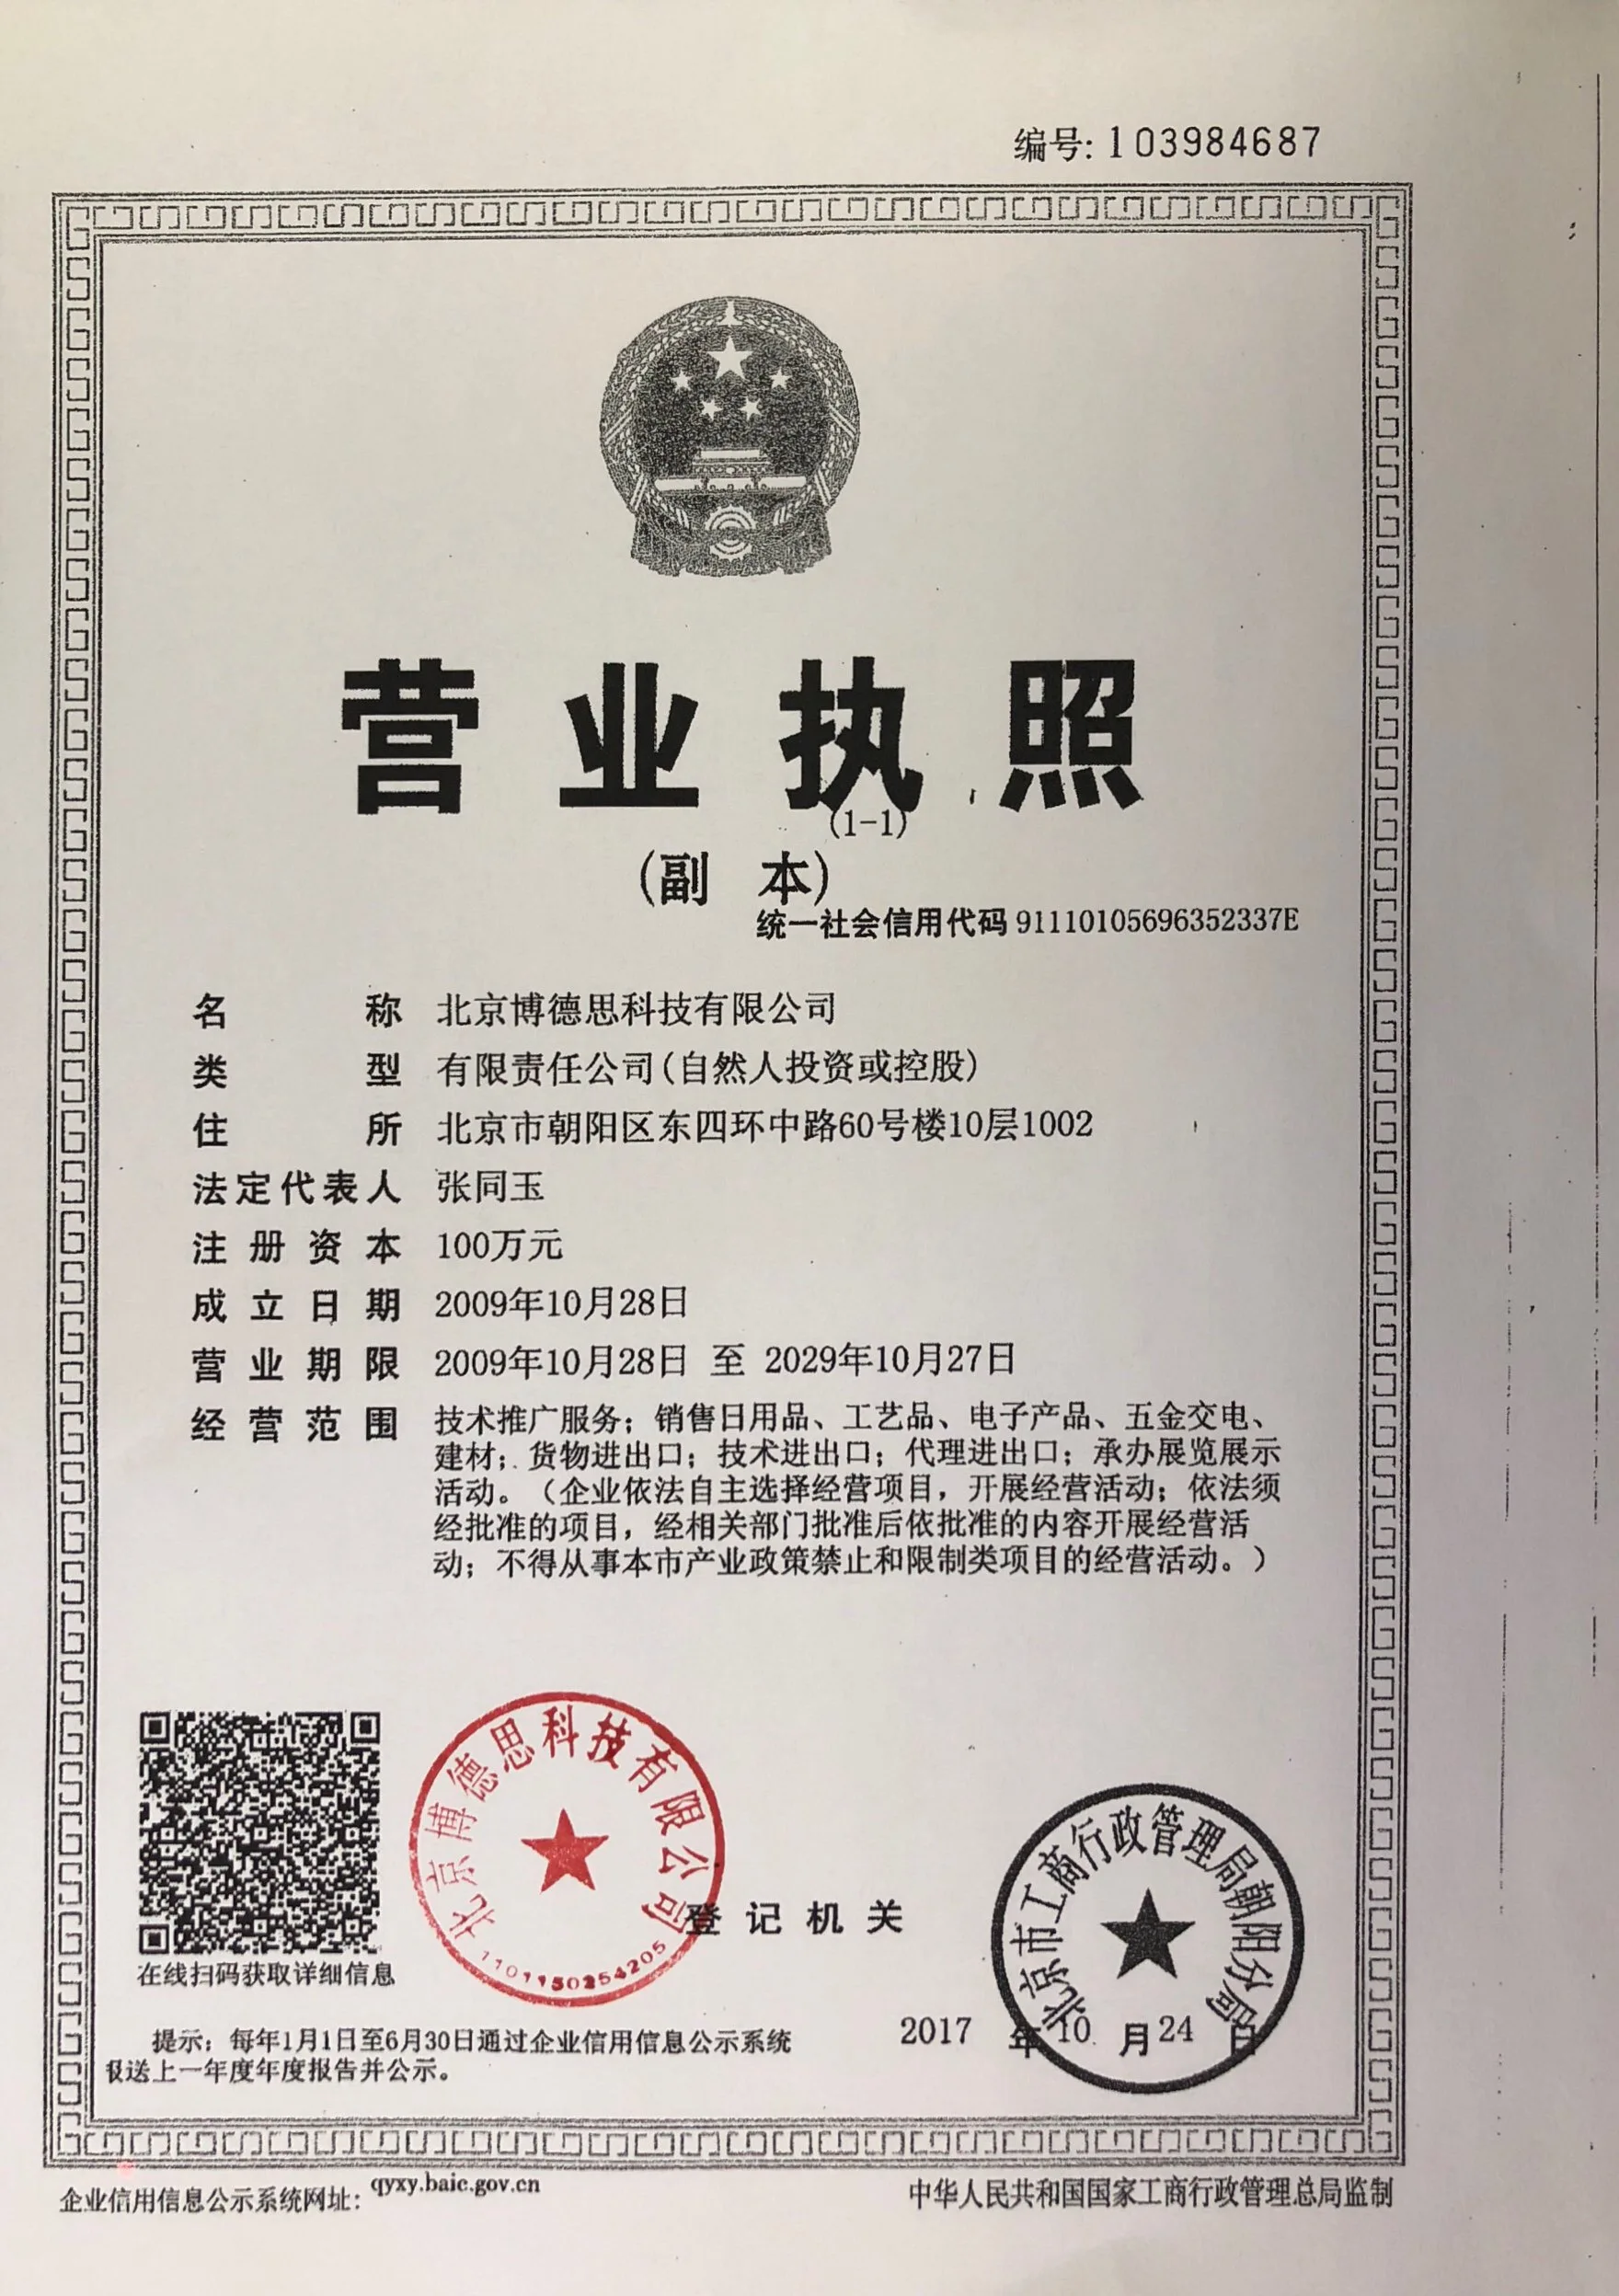 编号: 103984687
营业执照
(1-1)
(副 本)
统一社会信用代码 91110105696352337E
名 称 北京博德思科技有限公司
类 型 有限责任公司(自然人投资或控股)
住 所 北京市朝阳区东四环中路60号楼10层1002
法定代表人 张同玉
注册资本 100万元
成立日期 2009年10月28日
营业期限 2009年10月28日 至 2029年10月27日
经营范围 技术推广服务；销售日用品、工艺品、电子产品、五金交电、
建材；货物进出口；技术进出口；代理进出口；承办展览展示
活动。（企业依法自主选择经营项目，开展经营活动；依法须
经批准的项目，经相关部门批准后依批准的内容开展经营活
动；不得从事本市产业政策禁止和限制类项目的经营活动。）
北京博德思科技有限公司
1101150254205
登记机关
北京市工商行政管理局朝阳分局
2017 年 10 月 24 日
在线扫码获取详细信息
提示：每年1月1日至6月30日通过企业信用信息公示系统
报送上一年度年度报告并公示。
企业信用信息公示系统网址：qyxy.baic.gov.cn
中华人民共和国国家工商行政管理总局监制